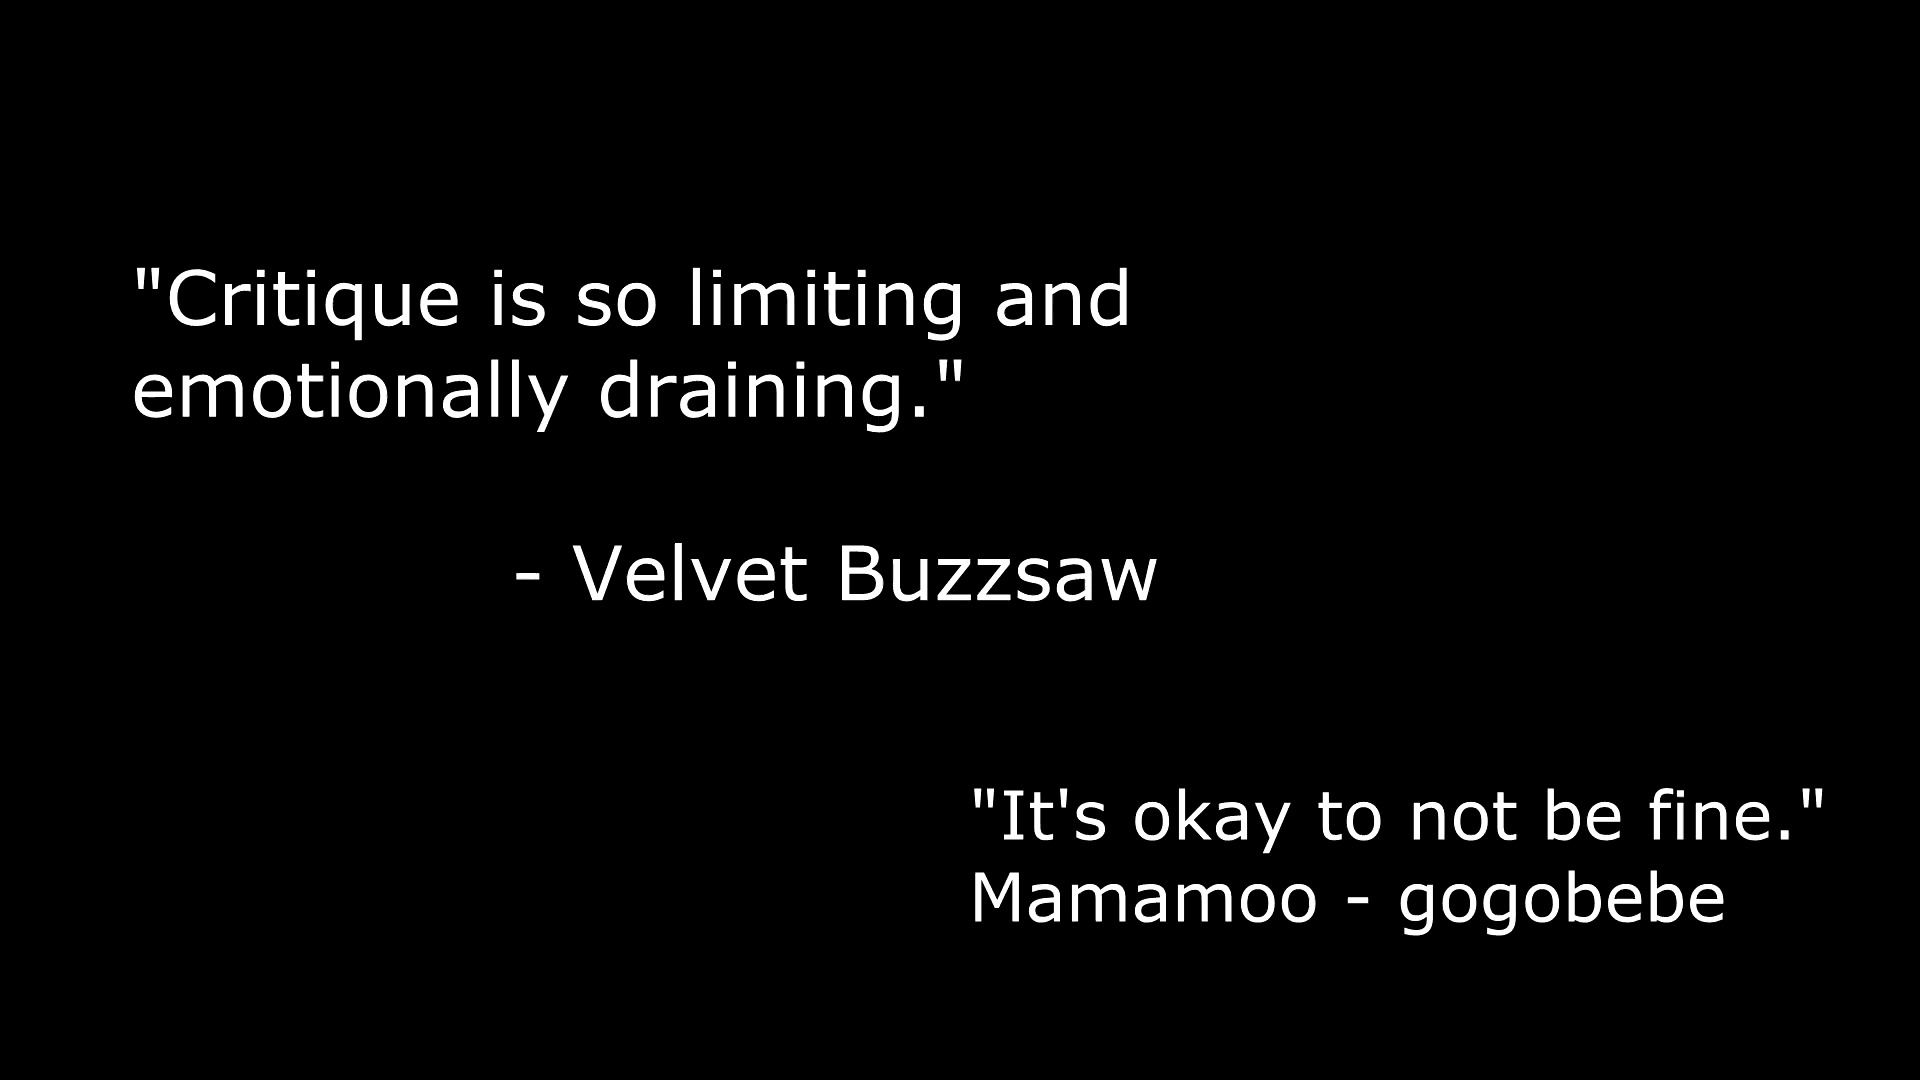 "Critique is so limiting and
emotionally draining."
- Velvet Buzzsaw
"It's okay to not be fine."
Mamamoo - gogobebe